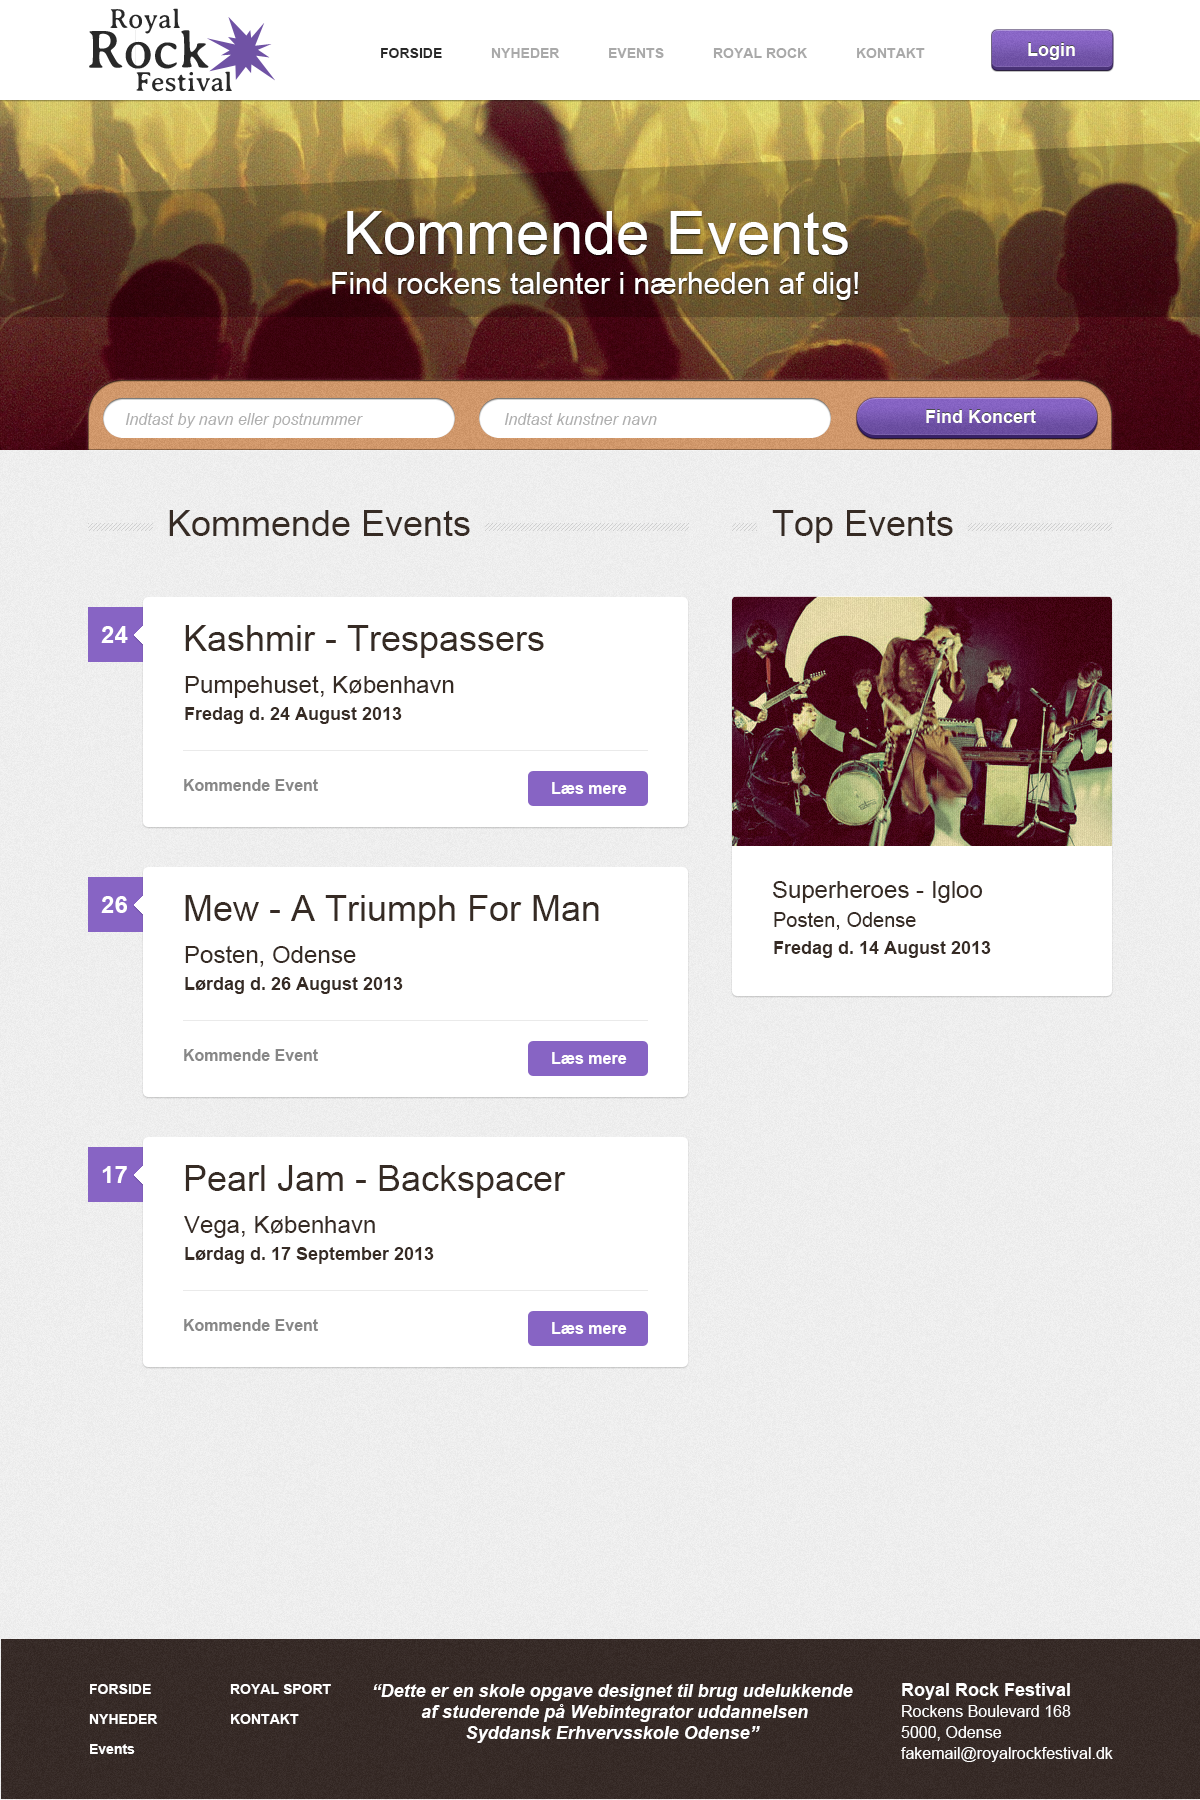 Royal
Rock
Festival
FORSIDE NYHEDER EVENTS ROYAL ROCK KONTAKT
Login
Kommende Events
Find rockens talenter i nærheden af dig!
Indtast by navn eller postnummer
Indtast kunstner navn
Find Koncert
Kommende Events
24
Kashmir - Trespassers
Pumpehuset, København
Fredag d. 24 August 2013
Kommende Event
Læs mere
26
Mew - A Triumph For Man
Posten, Odense
Lørdag d. 26 August 2013
Kommende Event
Læs mere
17
Pearl Jam - Backspacer
Vega, København
Lørdag d. 17 September 2013
Kommende Event
Læs mere
Top Events
Superheroes - Igloo
Posten, Odense
Fredag d. 14 August 2013
FORSIDE
NYHEDER
Events
ROYAL SPORT
KONTAKT
“Dette er en skole opgave designet til brug udelukkende
af studerende på Webintegrator uddannelsen
Syddansk Erhvervsskole Odense”
Royal Rock Festival
Rockens Boulevard 168
5000, Odense
fakemail@royalrockfestival.dk